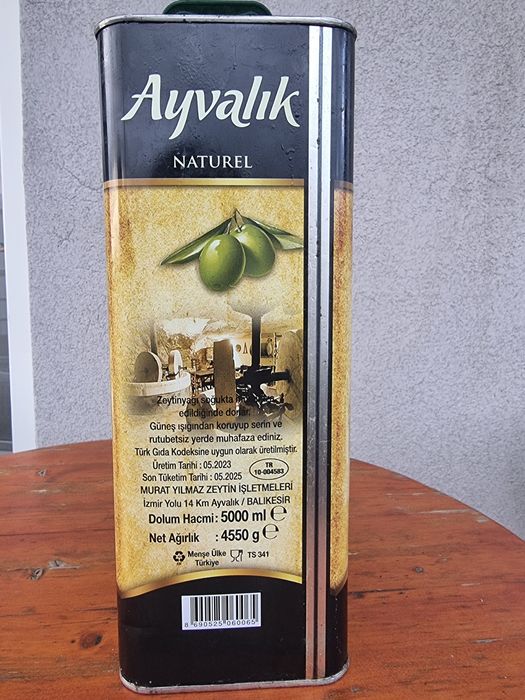 Ayvalık
NATUREL
Zeytinyağı soğukta
edildiğinde donar.
Güneş ışığından koruyup serin ve
rutubetsiz yerde muhafaza ediniz.
Türk Gıda Kodeksine uygun olarak üretilmiştir.
Üretim Tarihi : 05.2023
Son Tüketim Tarihi : 05.2025
TR
10-004583
MURAT YILMAZ ZEYTİN İŞLETMELERİ
İzmir Yolu 14 Km Ayvalık / BALIKESİR
Dolum Hacmi : 5000 ml ℮
Net Ağırlık : 4550 g ℮
Menşe Ülke
Türkiye
TS 341
8 690525 060065